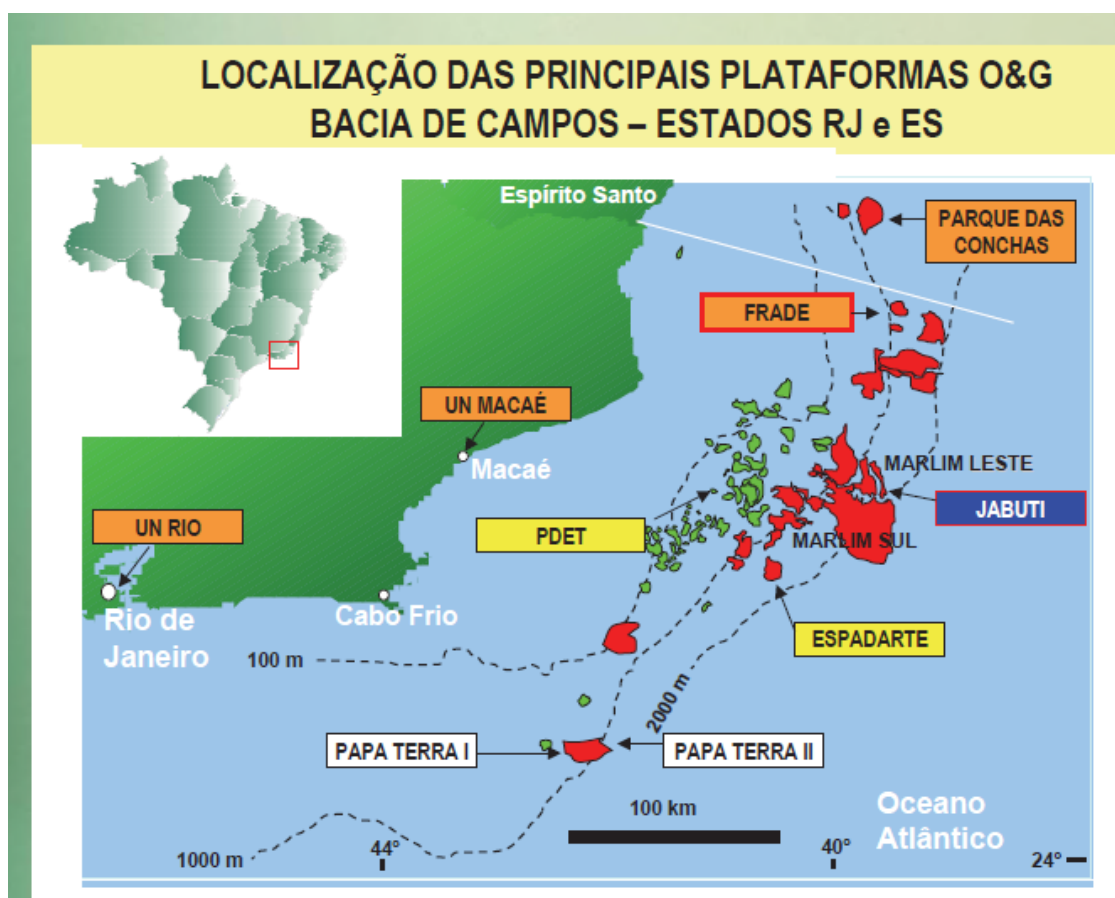 LOCALIZAÇÃO DAS PRINCIPAIS PLATAFORMAS O&G
BACIA DE CAMPOS – ESTADOS RJ e ES
Espírito Santo
PARQUE DAS
CONCHAS
FRADE
UN MACAÉ
Macaé
MARLIM LESTE
JABUTI
UN RIO
PDET
MARLIM SUL
Rio de
Janeiro
Cabo Frio
ESPADARTE
100 m
2000 m
PAPA TERRA I
PAPA TERRA II
100 km
Oceano
Atlântico
1000 m
44°
40°
24°